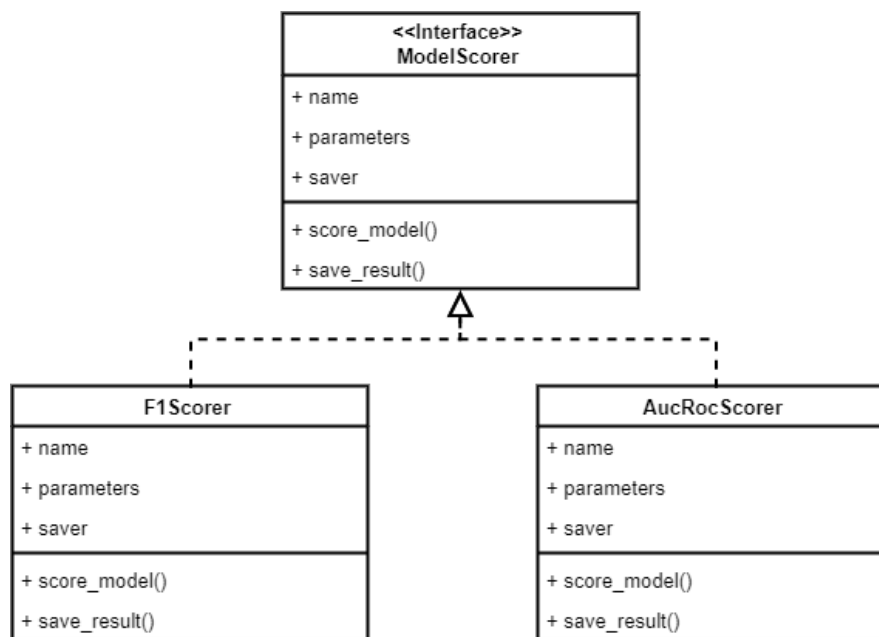 <<Interface>>
ModelScorer
+ name
+ parameters
+ saver
+ score_model()
+ save_result()
F1Scorer
+ name
+ parameters
+ saver
+ score_model()
+ save_result()
AucRocScorer
+ name
+ parameters
+ saver
+ score_model()
+ save_result()